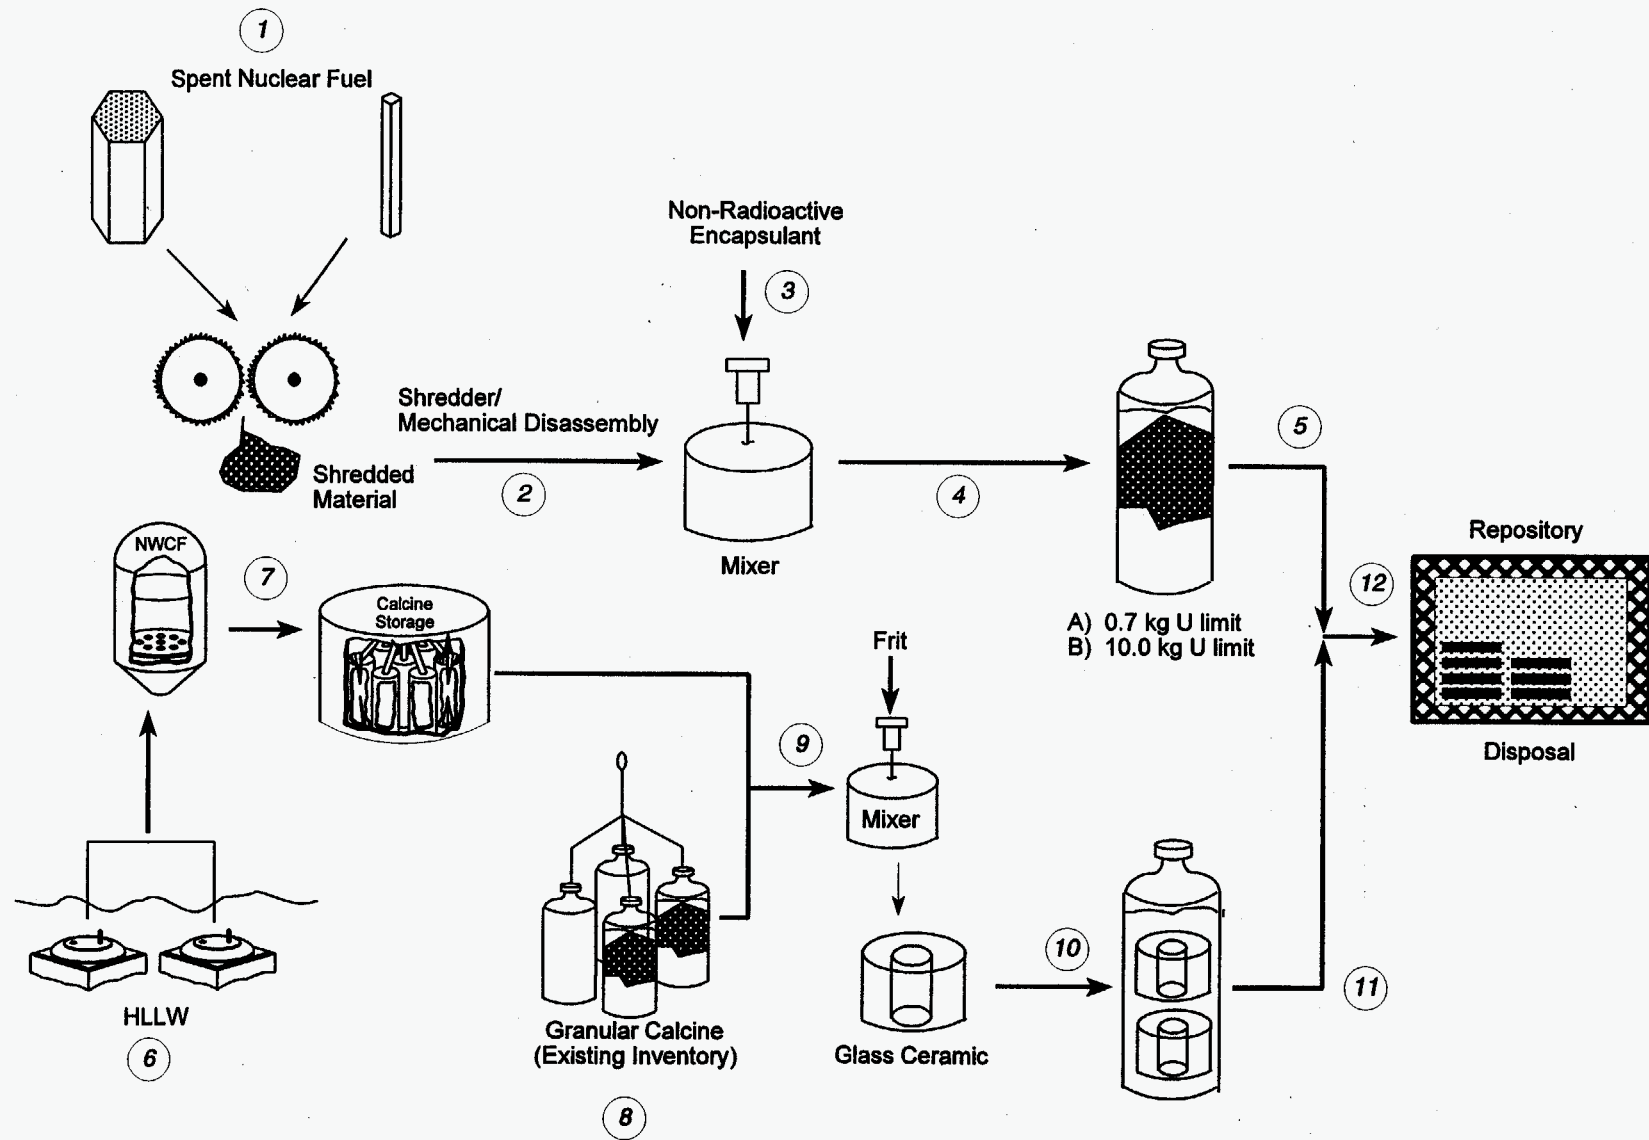 1
Spent Nuclear Fuel
Non-Radioactive
Encapsulant
3
Shredder/
Mechanical Disassembly
2
Shredded
Material
Mixer
4
5
A) 0.7 kg U limit
B) 10.0 kg U limit
Repository
12
Disposal
NWCF
7
Calcine
Storage
Frit
9
Mixer
HLLW
6
Granular Calcine
(Existing Inventory)
8
Glass Ceramic
10
11